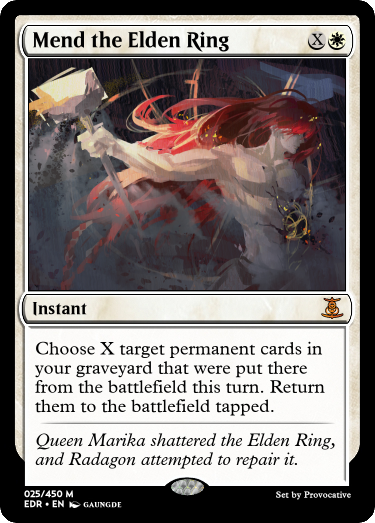 Mend the Elden Ring X
Instant
Choose X target permanent cards in
your graveyard that were put there
from the battlefield this turn. Return
them to the battlefield tapped.
Queen Marika shattered the Elden Ring,
and Radagon attempted to repair it.
025/450 M
EDR • EN GAUNGDE
Set by Provocative